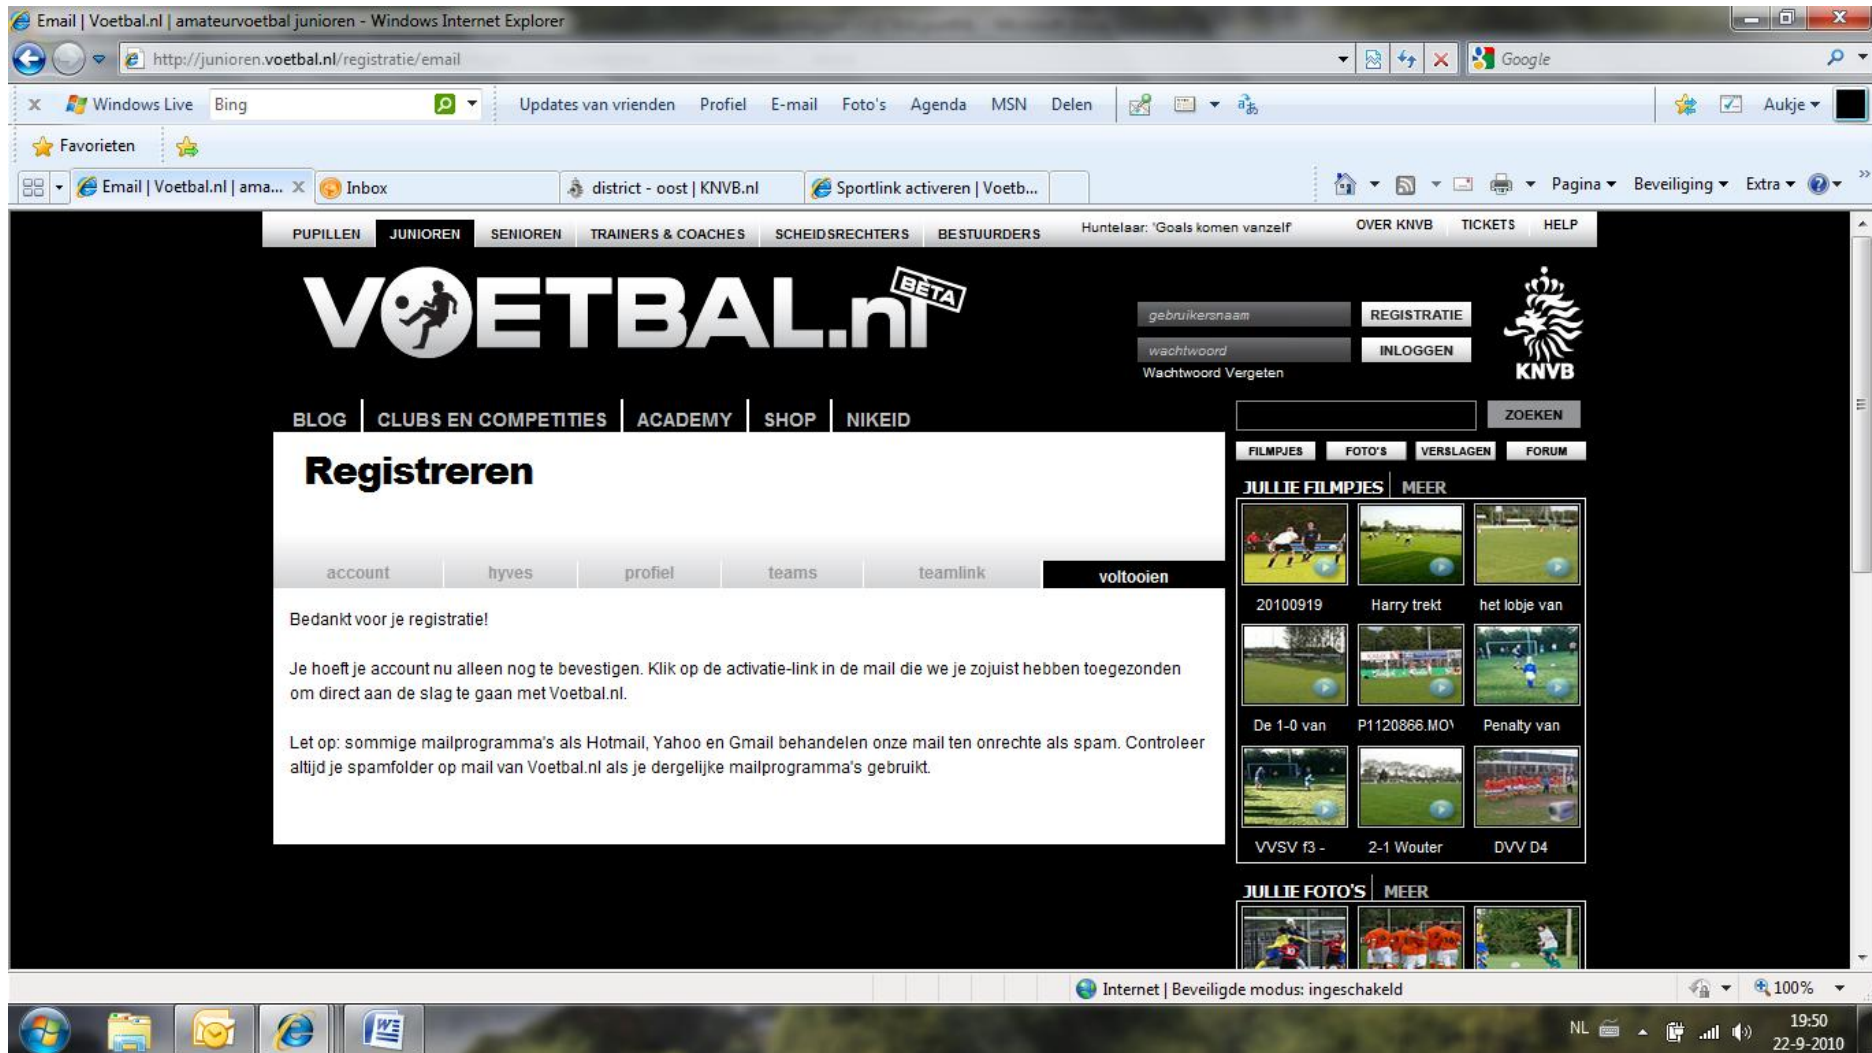 Email | Voetbal.nl | amateurvoetbal junioren - Windows Internet Explorer
http://junioren.voetbal.nl/registratie/email
Google
x Windows Live Bing Updates van vrienden Profiel E-mail Foto's Agenda MSN Delen Aukje
Favorieten
Email | Voetbal.nl | ama... X Inbox district - oost | KNVB.nl Sportlink activeren | Voetb... Pagina Beveiliging Extra
PUPILLEN JUNIOREN SENIOREN TRAINERS & COACHES SCHEIDSRECHTERS BESTUURDERS Huntelaar: 'Goals komen vanzelf' OVER KNVB TICKETS HELP
VOETBAL.nl BÈTA
gebruikersnaam REGISTRATIE
wachtwoord INLOGGEN
Wachtwoord Vergeten
KNVB
BLOG CLUBS EN COMPETITIES ACADEMY SHOP NIKEID
ZOEKEN
FILMPJES FOTO'S VERSLAGEN FORUM
Registreren
account hyves profiel teams teamlink voltooien
Bedankt voor je registratie!
Je hoeft je account nu alleen nog te bevestigen. Klik op de activatie-link in de mail die we je zojuist hebben toegezonden
om direct aan de slag te gaan met Voetbal.nl.
Let op: sommige mailprogramma's als Hotmail, Yahoo en Gmail behandelen onze mail ten onrechte als spam. Controleer
altijd je spamfolder op mail van Voetbal.nl als je dergelijke mailprogramma's gebruikt.
JULLIE FILMPJES MEER
20100919 Harry trekt het lobje van
De 1-0 van P1120866.MOV Penalty van
VVSV f3 - 2-1 Wouter DVV D4
JULLIE FOTO'S MEER
Internet | Beveiligde modus: ingeschakeld 100%
NL 19:50
22-9-2010